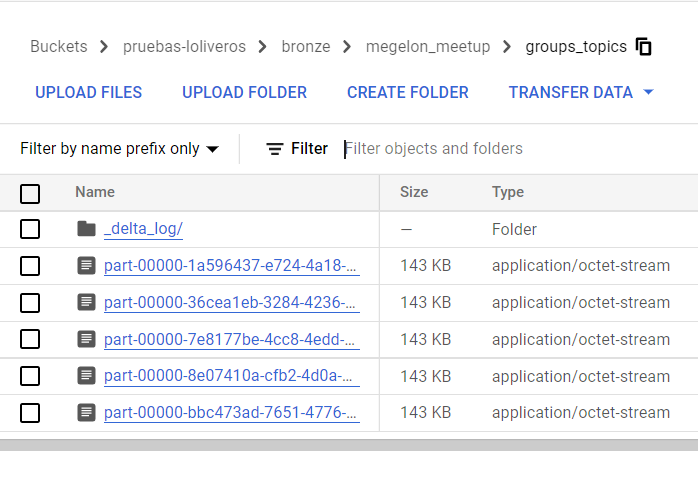 Buckets > pruebas-loliveros > bronze > megelon_meetup > groups_topics
UPLOAD FILES UPLOAD FOLDER CREATE FOLDER TRANSFER DATA
Filter by name prefix only Filter Filter objects and folders
Name Size Type
_delta_log/ — Folder
part-00000-1a596437-e724-4a18-... 143 KB application/octet-stream
part-00000-36cea1eb-3284-4236-... 143 KB application/octet-stream
part-00000-7e8177be-4cc8-4edd-... 143 KB application/octet-stream
part-00000-8e07410a-cfb2-4d0a-... 143 KB application/octet-stream
part-00000-bbc473ad-7651-4776-... 143 KB application/octet-stream